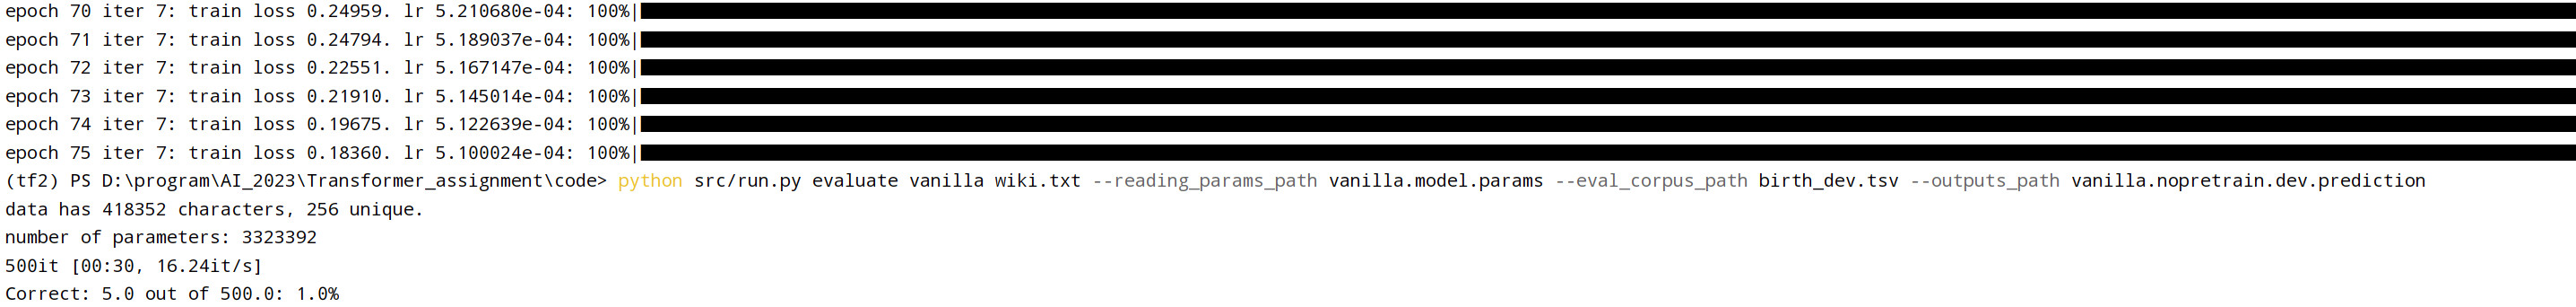 epoch 70 iter 7: train loss 0.24959. lr 5.210680e-04: 100%|
epoch 71 iter 7: train loss 0.24794. lr 5.189037e-04: 100%|
epoch 72 iter 7: train loss 0.22551. lr 5.167147e-04: 100%|
epoch 73 iter 7: train loss 0.21910. lr 5.145014e-04: 100%|
epoch 74 iter 7: train loss 0.19675. lr 5.122639e-04: 100%|
epoch 75 iter 7: train loss 0.18360. lr 5.100024e-04: 100%|
(tf2) PS D:\program\AI_2023\Transformer_assignment\code> python src/run.py evaluate vanilla wiki.txt --reading_params_path vanilla.model.params --eval_corpus_path birth_dev.tsv --outputs_path vanilla.nopretrain.dev.prediction
data has 418352 characters, 256 unique.
number of parameters: 3323392
500it [00:30, 16.24it/s]
Correct: 5.0 out of 500.0: 1.0%